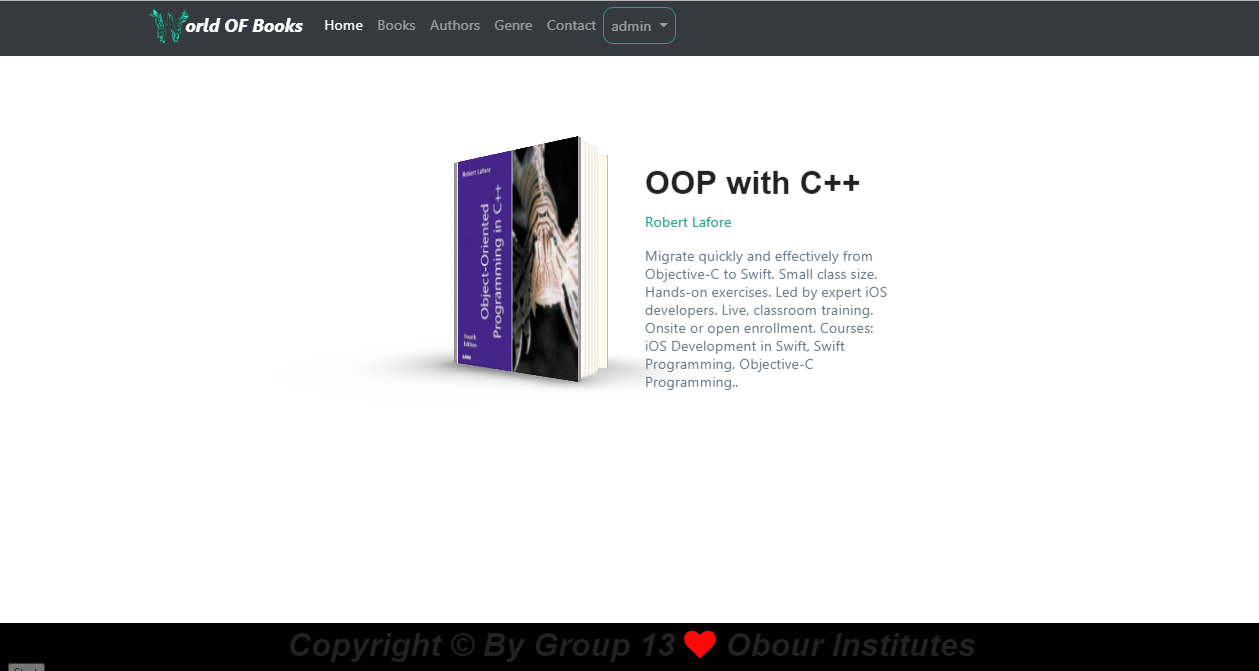 World OF Books Home Books Authors Genre Contact admin
Robert Lafore
Object-Oriented
Programming in C++
Fourth
Edition
OOP with C++
Robert Lafore
Migrate quickly and effectively from
Objective-C to Swift. Small class size.
Hands-on exercises. Led by expert iOS
developers. Live, classroom training.
Onsite or open enrollment. Courses:
iOS Development in Swift, Swift
Programming, Objective-C
Programming..
Copyright © By Group 13 ❤ Obour Institutes